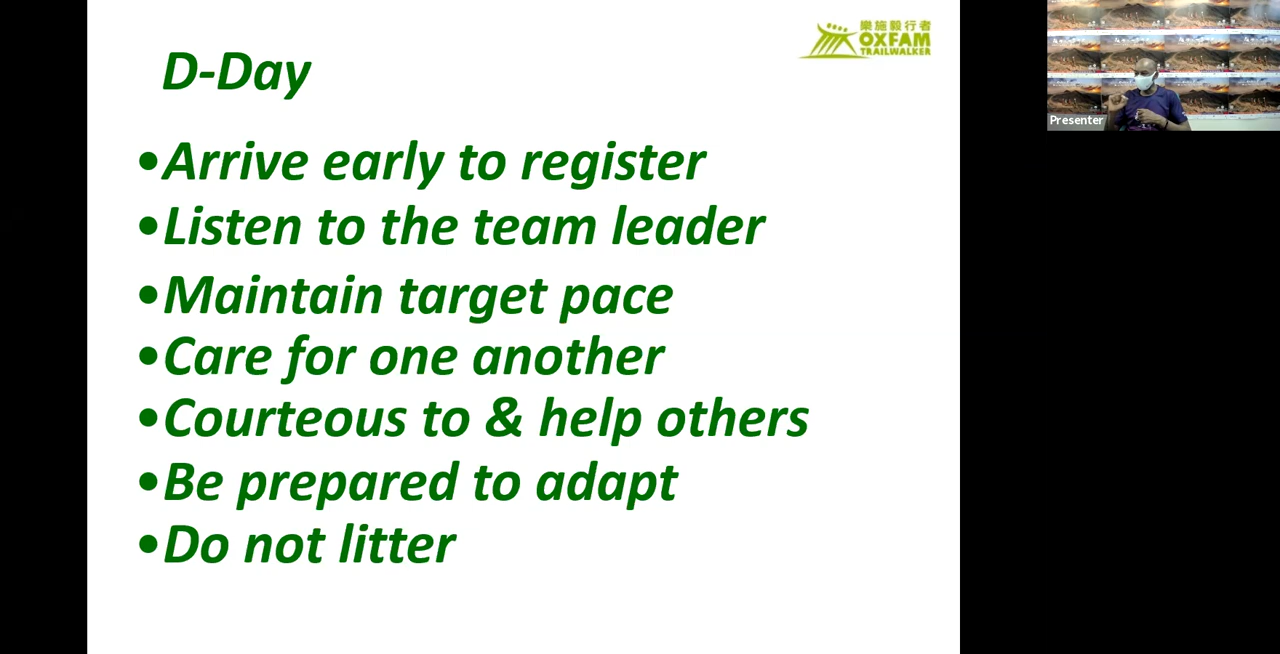 樂施毅行者
OXFAM
TRAILWALKER
D-Day
•Arrive early to register
•Listen to the team leader
•Maintain target pace
•Care for one another
•Courteous to & help others
•Be prepared to adapt
•Do not litter
Presenter